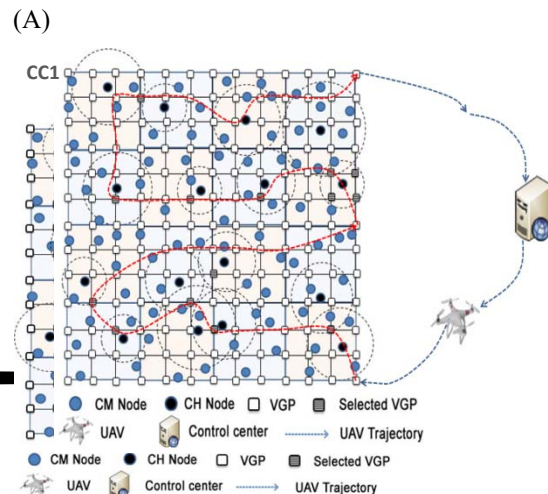 (A)
CC1
CM Node CH Node VGP Selected VGP
UAV Control center UAV Trajectory
CM Node CH Node VGP Selected VGP
UAV Control center UAV Trajectory